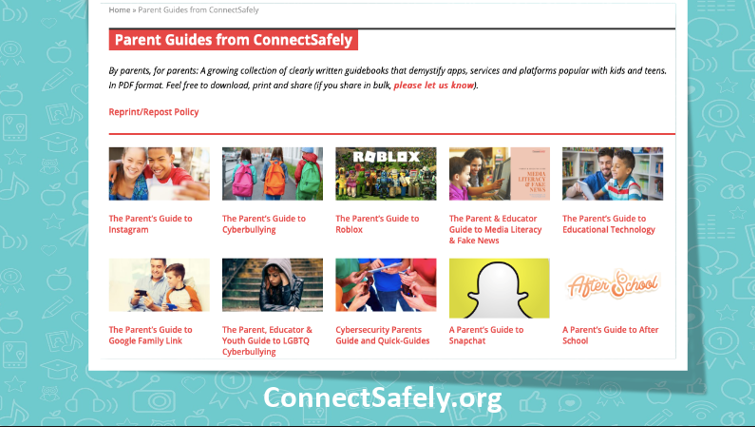 Home » Parent Guides from ConnectSafely
Parent Guides from ConnectSafely
By parents, for parents: A growing collection of clearly written guidebooks that demystify apps, services and platforms popular with kids and teens.
In PDF format. Feel free to download, print and share (if you share in bulk, please let us know).
Reprint/Repost Policy
ROBLOX
MEDIA
LITERACY
& FAKE
NEWS
The Parent's Guide to
Instagram
The Parent's Guide to
Cyberbullying
The Parent's Guide to
Roblox
The Parent & Educator
Guide to Media Literacy
& Fake News
The Parent's Guide to
Educational Technology
After School
The Parent's Guide to
Google Family Link
The Parent, Educator &
Youth Guide to LGBTQ
Cyberbullying
Cybersecurity Parents
Guide and Quick-Guides
A Parent's Guide to
Snapchat
A Parent's Guide to After
School
ConnectSafely.org